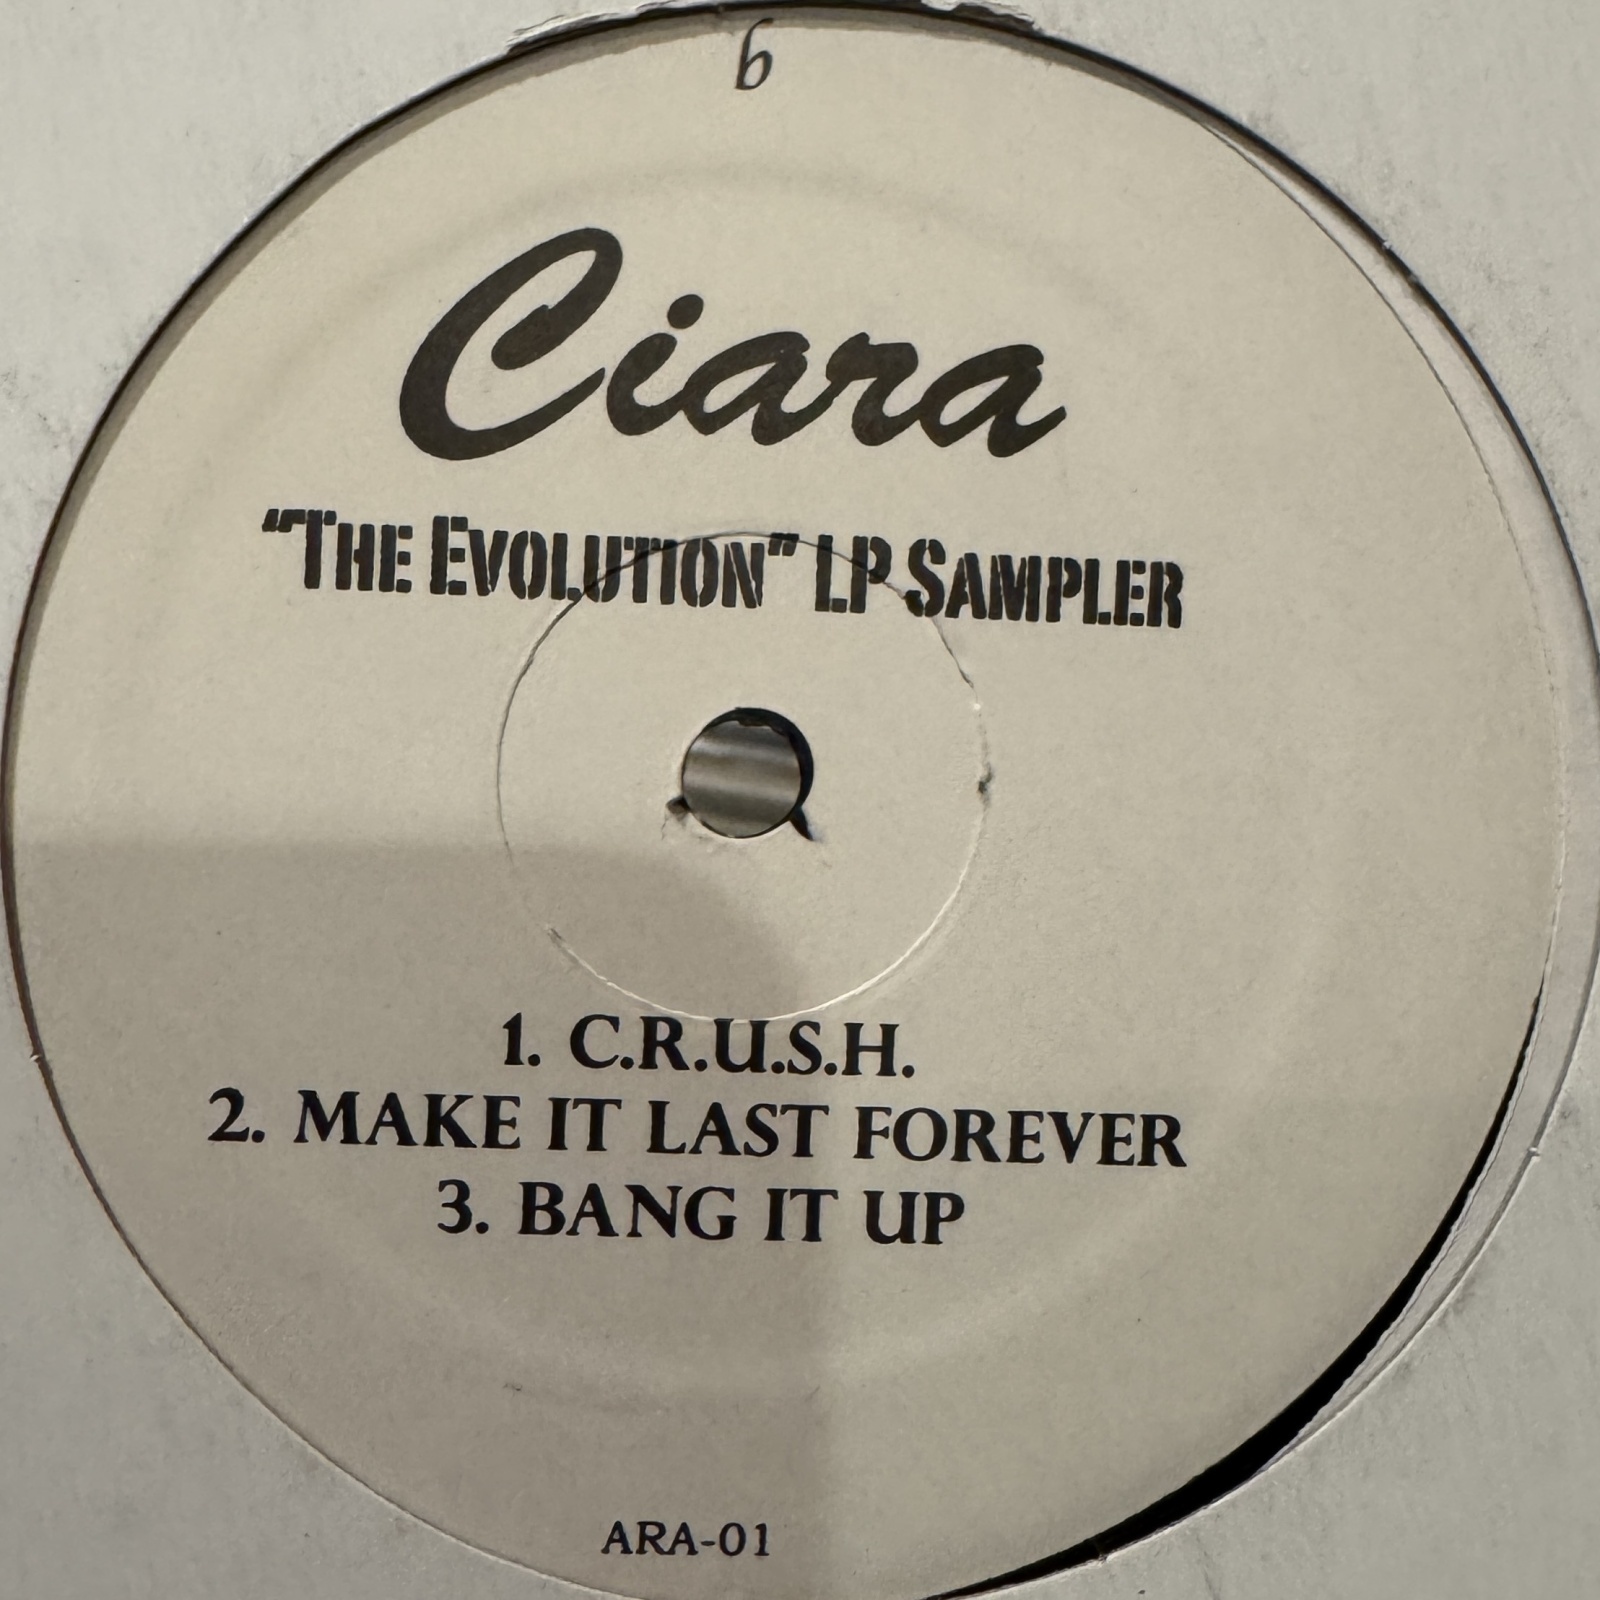 b
Ciara
"The Evolution" LP Sampler
1. C.R.U.S.H.
2. MAKE IT LAST FOREVER
3. BANG IT UP
ARA-01